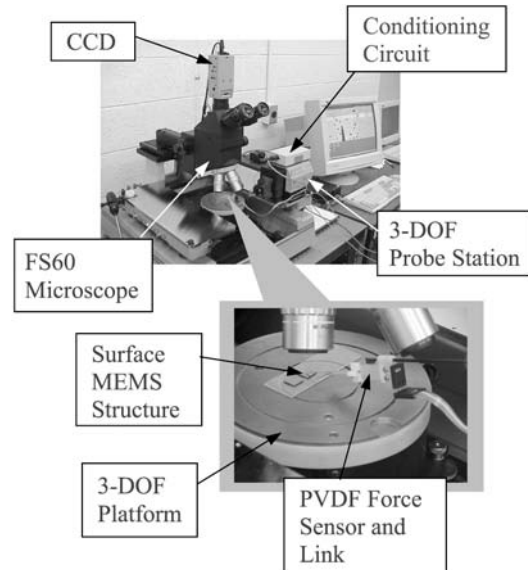 CCD
Conditioning
Circuit
FS60
Microscope
3-DOF
Probe Station
Surface
MEMS
Structure
3-DOF
Platform
PVDF Force
Sensor and
Link